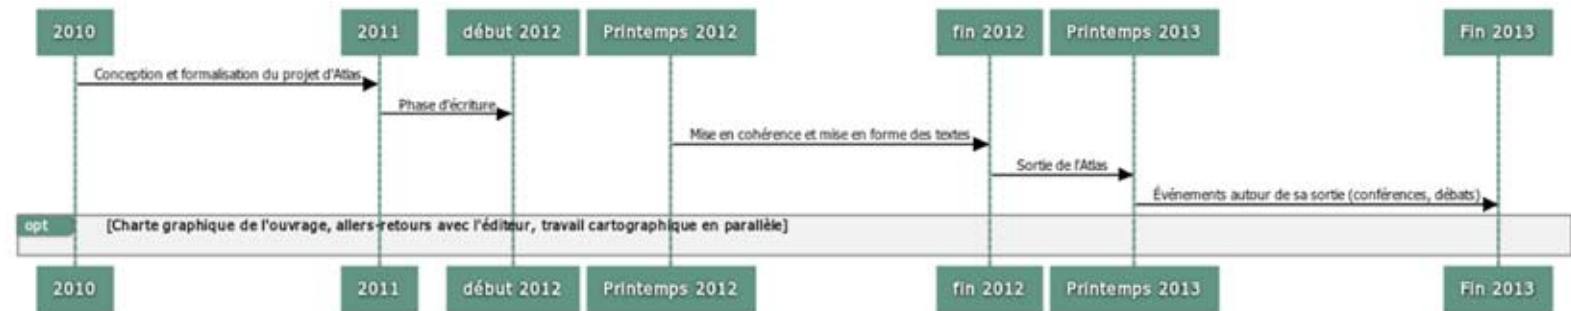 2010 2011 début 2012 Printemps 2012 fin 2012 Printemps 2013 Fin 2013
Conception et formalisation du projet d'Atlas
Phase d'écriture
Mise en cohérence et mise en forme des textes
Sortie de l'Atlas
Événements autour de sa sortie (conférences, débats)
opt [Charte graphique de l'ouvrage, allers-retours avec l'éditeur, travail cartographique en parallèle]
2010 2011 début 2012 Printemps 2012 fin 2012 Printemps 2013 Fin 2013